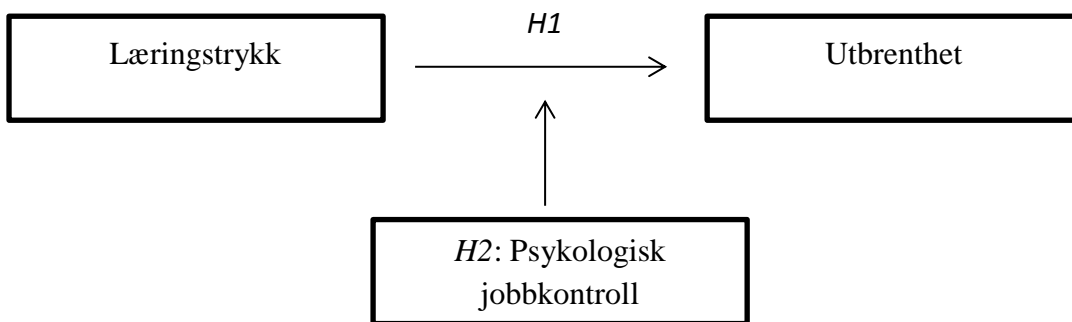 H1
Læringstrykk
Utbrenthet
H2: Psykologisk
jobbkontroll